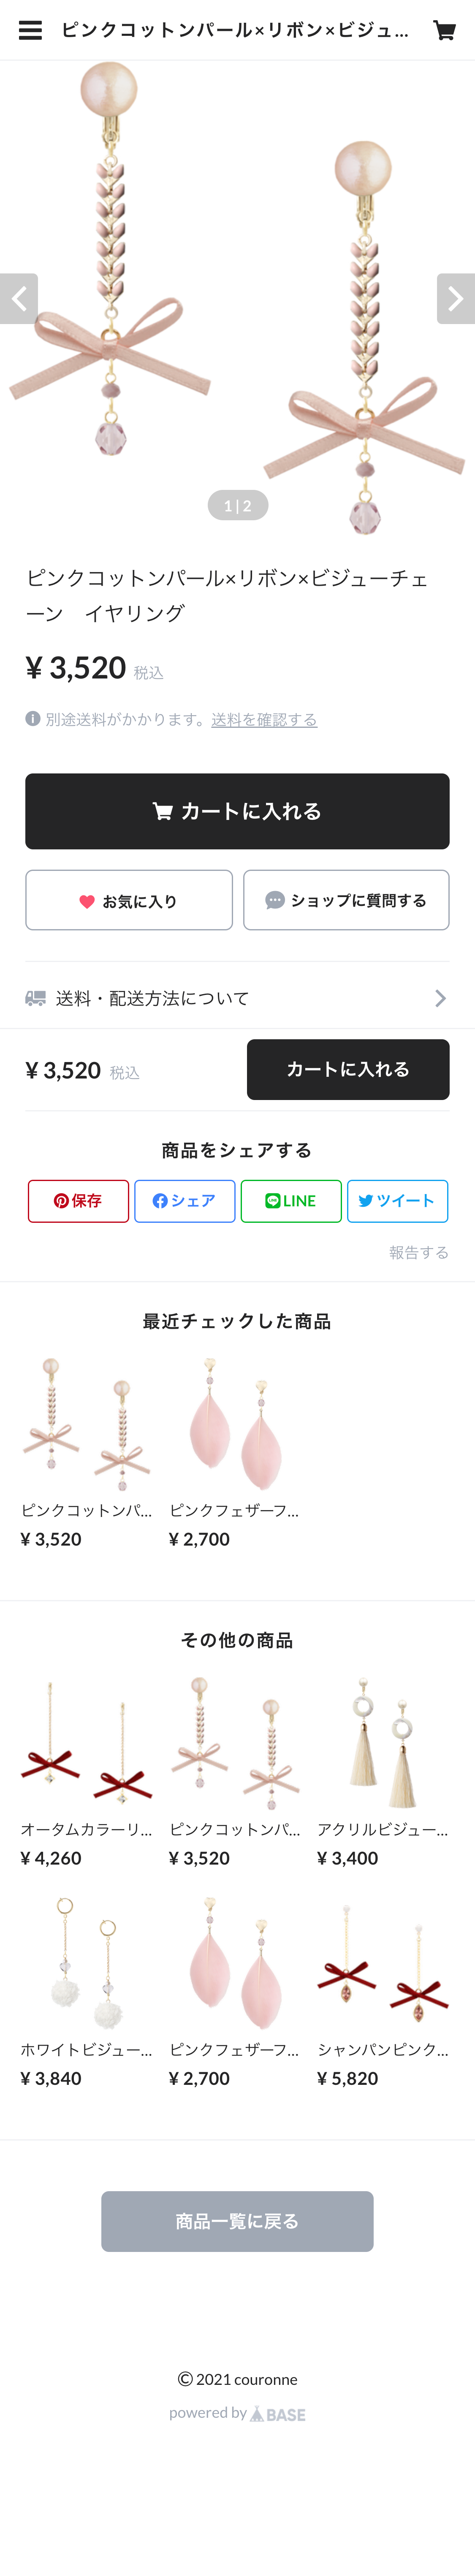 ピンクコットンパール×リボン×ビジュ...
1 | 2
ピンクコットンパール×リボン×ビジューチェ
ーン　イヤリング
¥ 3,520 税込
別途送料がかかります。送料を確認する
カートに入れる
お気に入り
ショップに質問する
送料・配送方法について
¥ 3,520 税込
カートに入れる
商品をシェアする
保存
シェア
LINE LINE
ツイート
報告する
最近チェックした商品
ピンクコットンパ...
¥ 3,520
ピンクフェザーフ...
¥ 2,700
その他の商品
オータムカラーリ...
¥ 4,260
ピンクコットンパ...
¥ 3,520
アクリルビジュー...
¥ 3,400
ホワイトビジュー...
¥ 3,840
ピンクフェザーフ...
¥ 2,700
シャンパンピンク...
¥ 5,820
商品一覧に戻る
© 2021 couronne
powered by BASE